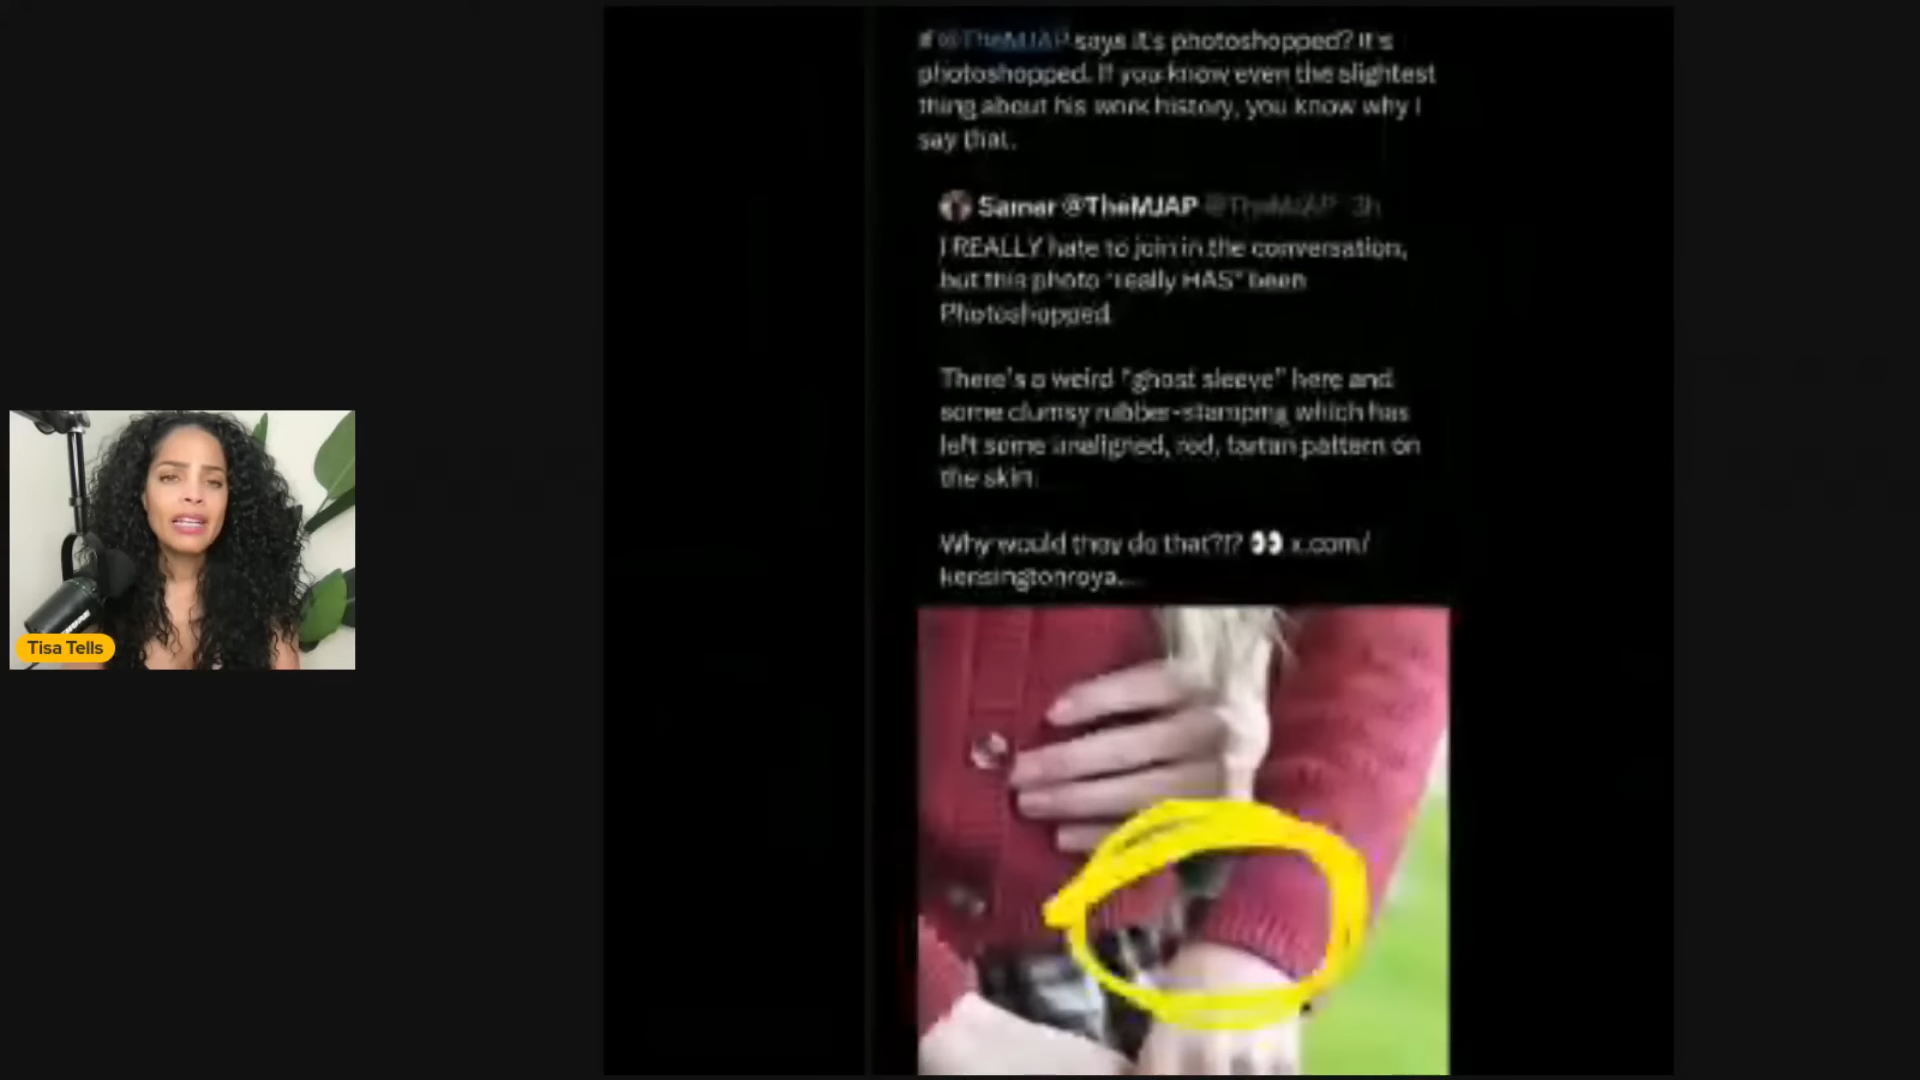 If @TheMJAP says it's photoshopped? It's
photoshopped. If you know even the slightest
thing about his work history, you know why I
say that.
Samar @TheMJAP @TheMJAP · 3h
I REALLY hate to join in the conversation,
but this photo *really HAS* been
Photoshopped.
There's a weird "ghost sleeve" here and
some clumsy rubber-stamping which has
left some unaligned, red, tartan pattern on
the skirt.
Why would they do that?!? 👀 x.com/
kensingtonroya...
Tisa Tells